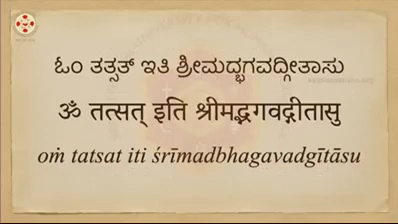 ಓಂ ತತ್ಸತ್ ಇತಿ ಶ್ರೀಮದ್ಭಗವದ್ಗೀತಾಸು
ॐ तत्सत् इति श्रीमद्भगवद्गीतासु
oṁ tatsat iti śrīmadbhagavadgītāsu